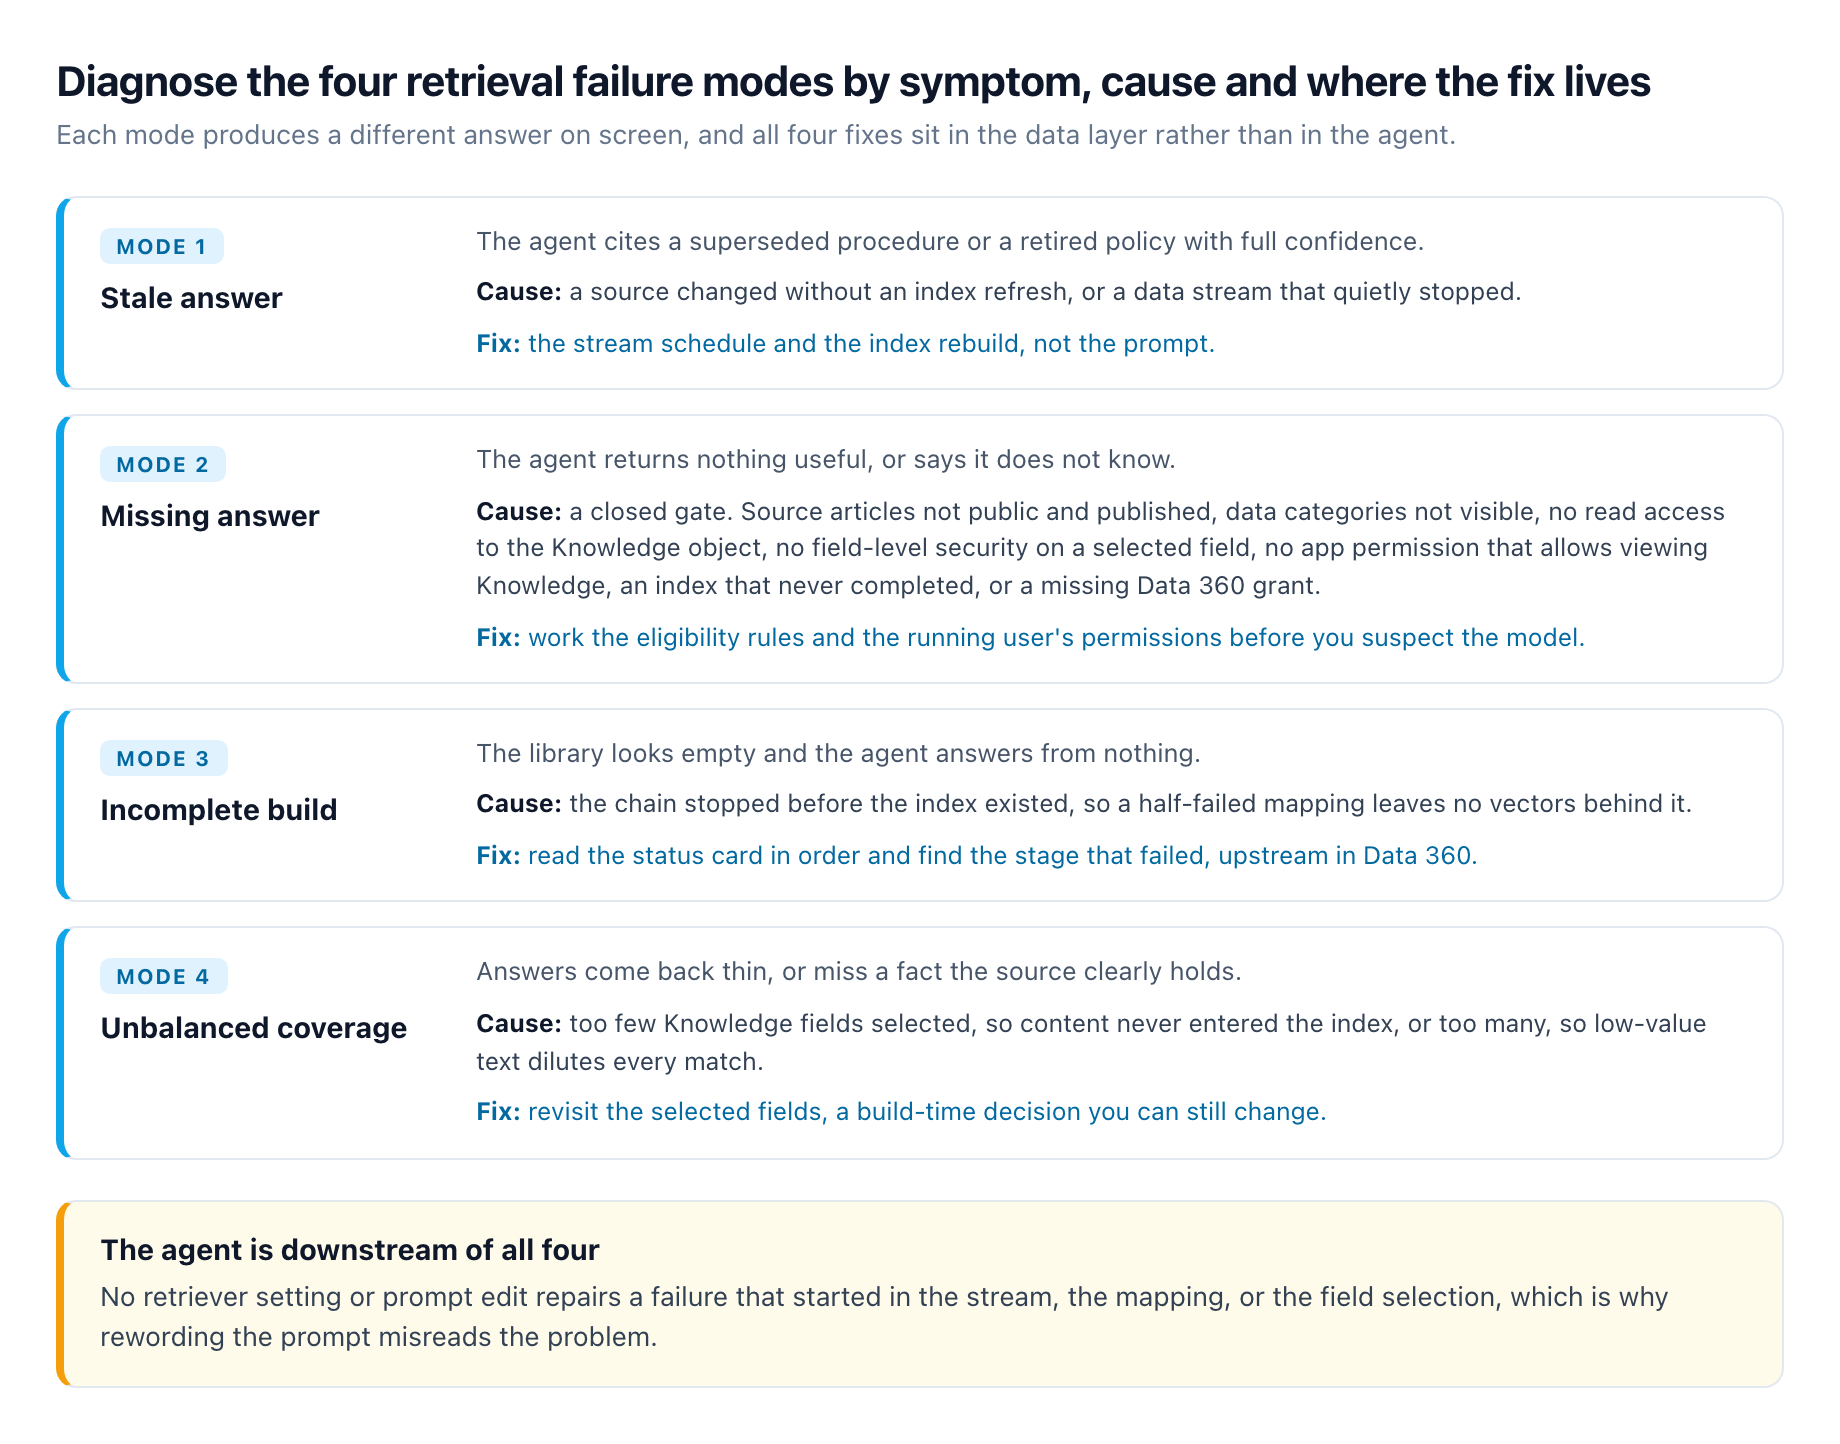 Diagnose the four retrieval failure modes by symptom, cause and where the fix lives
Each mode produces a different answer on screen, and all four fixes sit in the data layer rather than in the agent.
MODE 1
Stale answer
The agent cites a superseded procedure or a retired policy with full confidence.
Cause: a source changed without an index refresh, or a data stream that quietly stopped.
Fix: the stream schedule and the index rebuild, not the prompt.
MODE 2
Missing answer
The agent returns nothing useful, or says it does not know.
Cause: a closed gate. Source articles not public and published, data categories not visible, no read access
to the Knowledge object, no field-level security on a selected field, no app permission that allows viewing
Knowledge, an index that never completed, or a missing Data 360 grant.
Fix: work the eligibility rules and the running user's permissions before you suspect the model.
MODE 3
Incomplete build
The library looks empty and the agent answers from nothing.
Cause: the chain stopped before the index existed, so a half-failed mapping leaves no vectors behind it.
Fix: read the status card in order and find the stage that failed, upstream in Data 360.
MODE 4
Unbalanced coverage
Answers come back thin, or miss a fact the source clearly holds.
Cause: too few Knowledge fields selected, so content never entered the index, or too many, so low-value
text dilutes every match.
Fix: revisit the selected fields, a build-time decision you can still change.
The agent is downstream of all four
No retriever setting or prompt edit repairs a failure that started in the stream, the mapping, or the field selection, which is why
rewording the prompt misreads the problem.